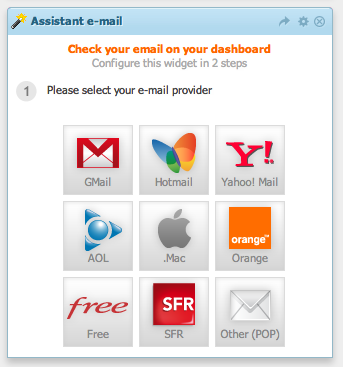 Assistant e-mail
Check your email on your dashboard
Configure this widget in 2 steps
1 Please select your e-mail provider
GMail Hotmail Y! Yahoo! Mail
AOL .Mac orange™ Orange
free Free SFR SFR Other (POP)